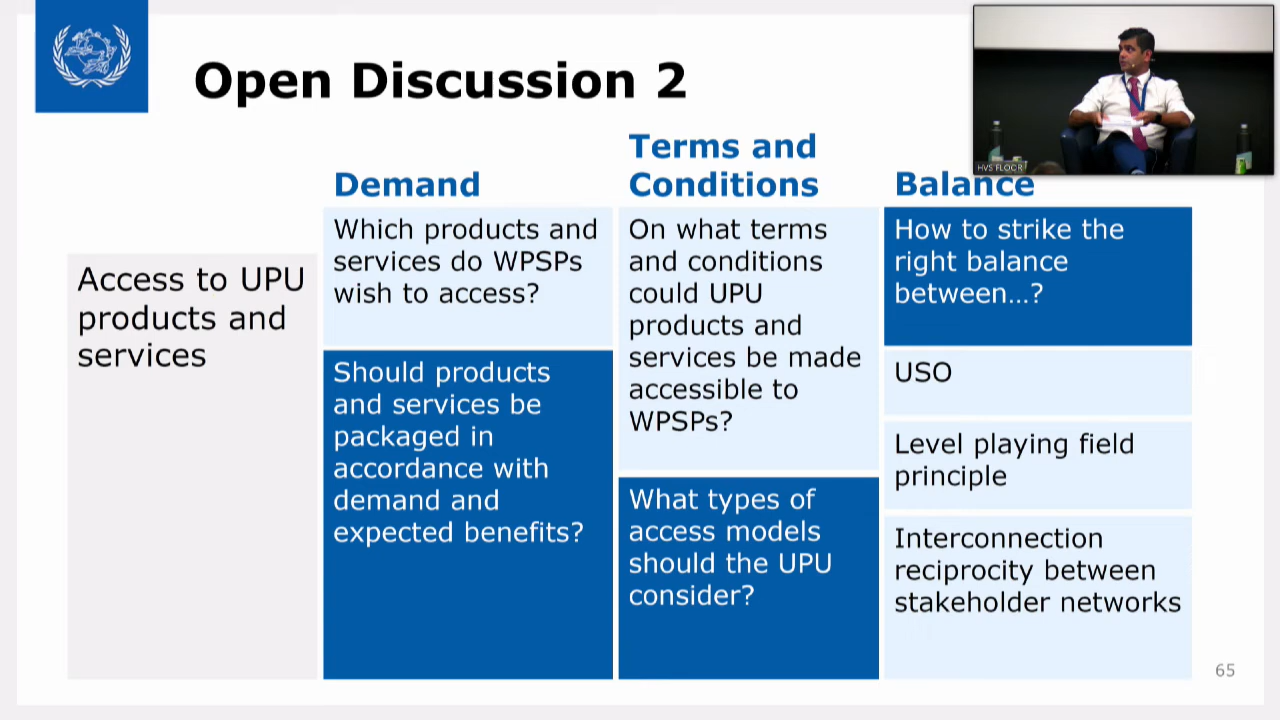 Open Discussion 2
Access to UPU
products and
services
Demand
Which products and
services do WPSPs
wish to access?
Should products
and services be
packaged in
accordance with
demand and
expected benefits?
Terms and
Conditions
On what terms
and conditions
could UPU
products and
services be made
accessible to
WPSPs?
What types of
access models
should the UPU
consider?
Balance
How to strike the
right balance
between…?
USO
Level playing field
principle
Interconnection
reciprocity between
stakeholder networks
HVS FLOOR
65